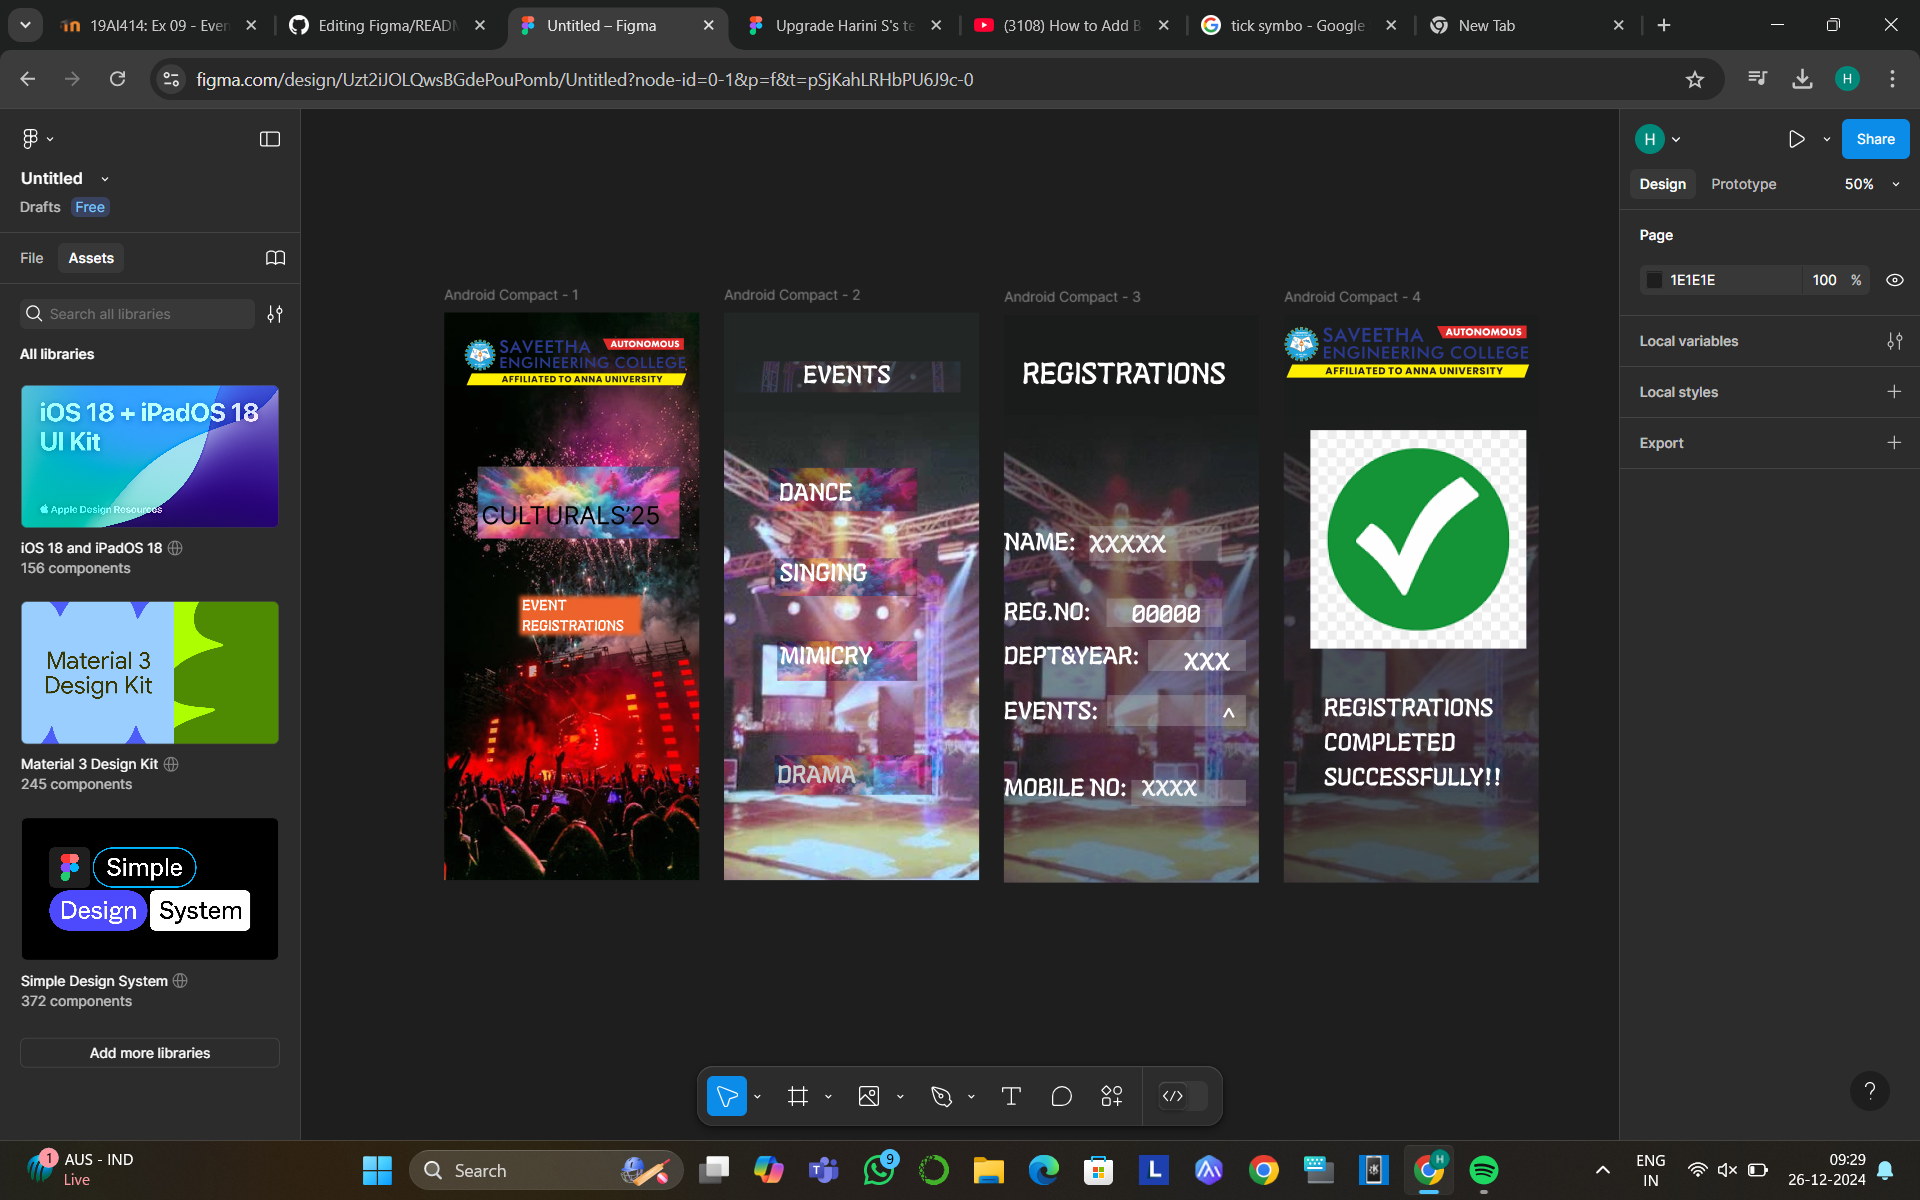 19AI414: Ex 09 - Even
Editing Figma/READM
Untitled – Figma
Upgrade Harini S's te
(3108) How to Add B
tick symbo - Google
New Tab
figma.com/design/Uzt2iJOLQwsBGdePouPomb/Untitled?node-id=0-1&p=f&t=pSjKahLRHbPU6J9c-0
H
Untitled
Drafts Free
File Assets
Search all libraries
All libraries
iOS 18 + iPadOS 18
UI Kit
Apple Design Resources
iOS 18 and iPadOS 18
156 components
Material 3
Design Kit
Material 3 Design Kit
245 components
Simple
Design System
Simple Design System
372 components
Add more libraries
Android Compact - 1
SAVEETHA AUTONOMOUS
ENGINEERING COLLEGE
AFFILIATED TO ANNA UNIVERSITY
CULTURALS'25
EVENT
REGISTRATIONS
Android Compact - 2
EVENTS
DANCE
SINGING
MIMICRY
DRAMA
Android Compact - 3
REGISTRATIONS
NAME: XXXXX
REG.NO: 00000
DEPT&YEAR: XXX
EVENTS: ^
MOBILE NO: XXXX
Android Compact - 4
SAVEETHA AUTONOMOUS
ENGINEERING COLLEGE
AFFILIATED TO ANNA UNIVERSITY
REGISTRATIONS
COMPLETED
SUCCESSFULLY!!
H
Share
Design Prototype 50%
Page
1E1E1E 100 %
Local variables
Local styles
Export
?
1
AUS - IND
Live
Search
9
L
H
ENG
IN
09:29
26-12-2024